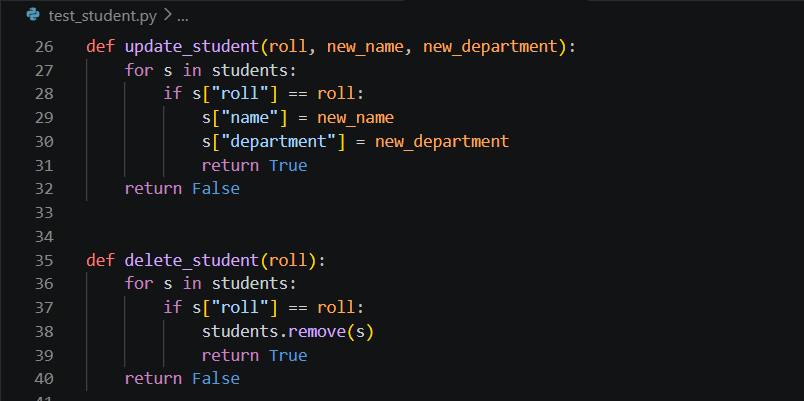 test_student.py > ...
26 def update_student(roll, new_name, new_department):
27     for s in students:
28         if s["roll"] == roll:
29             s["name"] = new_name
30             s["department"] = new_department
31             return True
32     return False
33
34
35 def delete_student(roll):
36     for s in students:
37         if s["roll"] == roll:
38             students.remove(s)
39             return True
40     return False